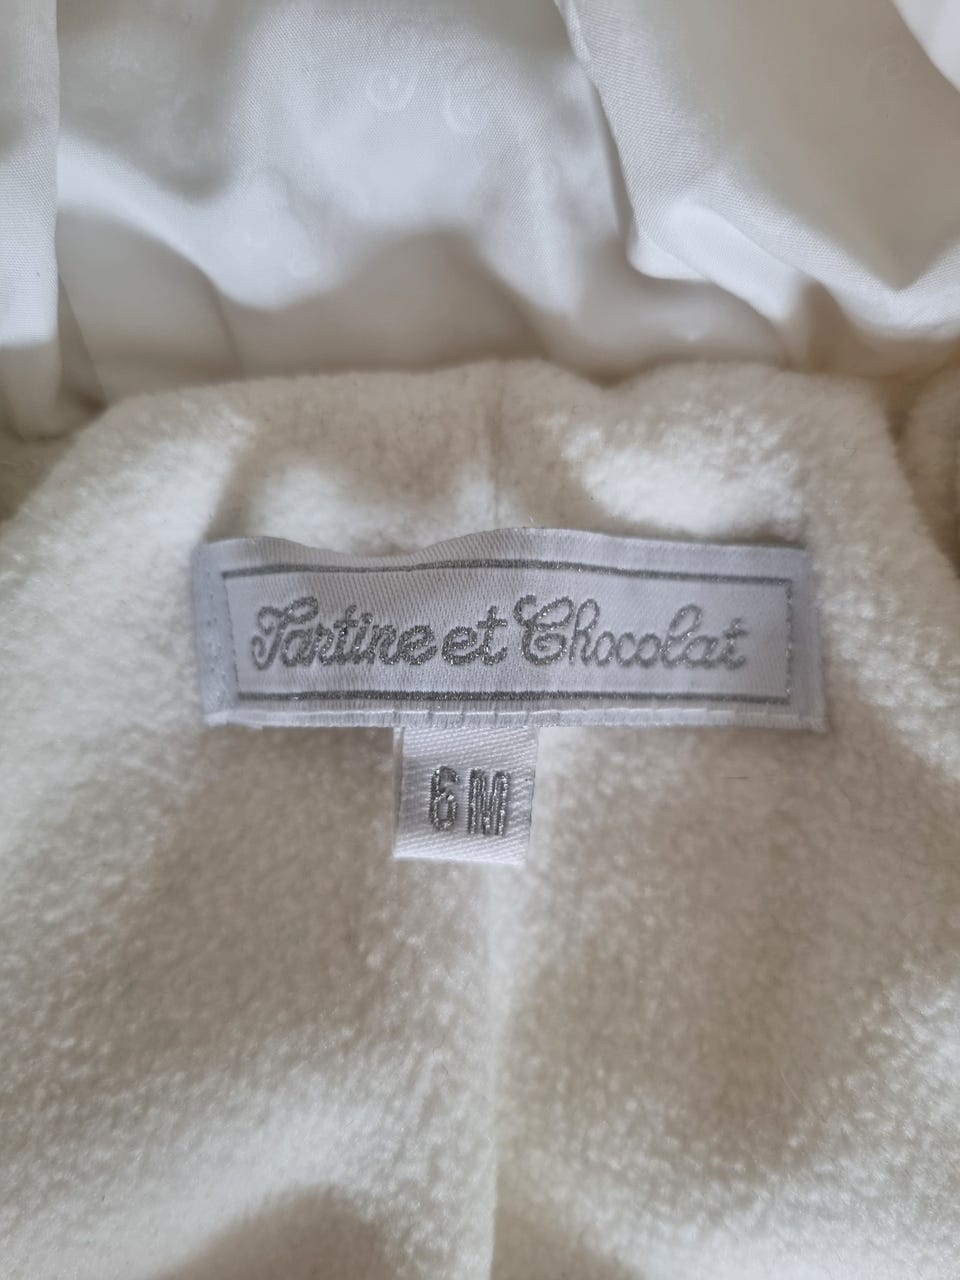 Tartine et Chocolat
6M